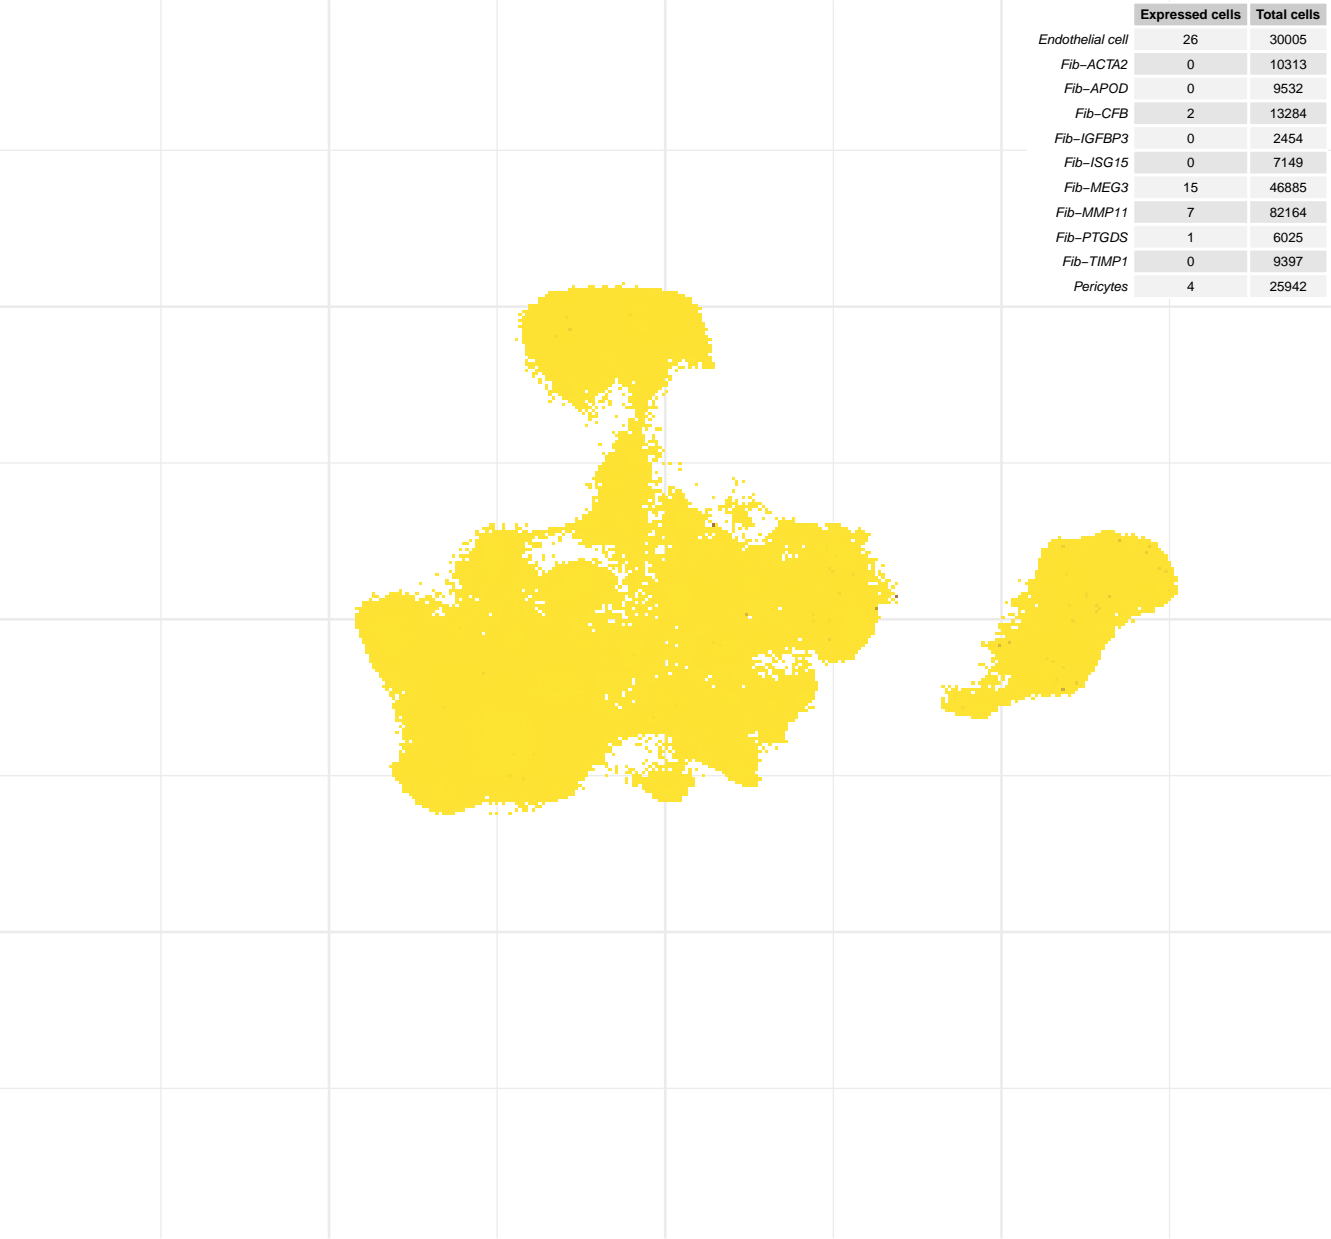 Expressed cells Total cells
Endothelial cell 26 30005
Fib−ACTA2 0 10313
Fib−APOD 0 9532
Fib−CFB 2 13284
Fib−IGFBP3 0 2454
Fib−ISG15 0 7149
Fib−MEG3 15 46885
Fib−MMP11 7 82164
Fib−PTGDS 1 6025
Fib−TIMP1 0 9397
Pericytes 4 25942